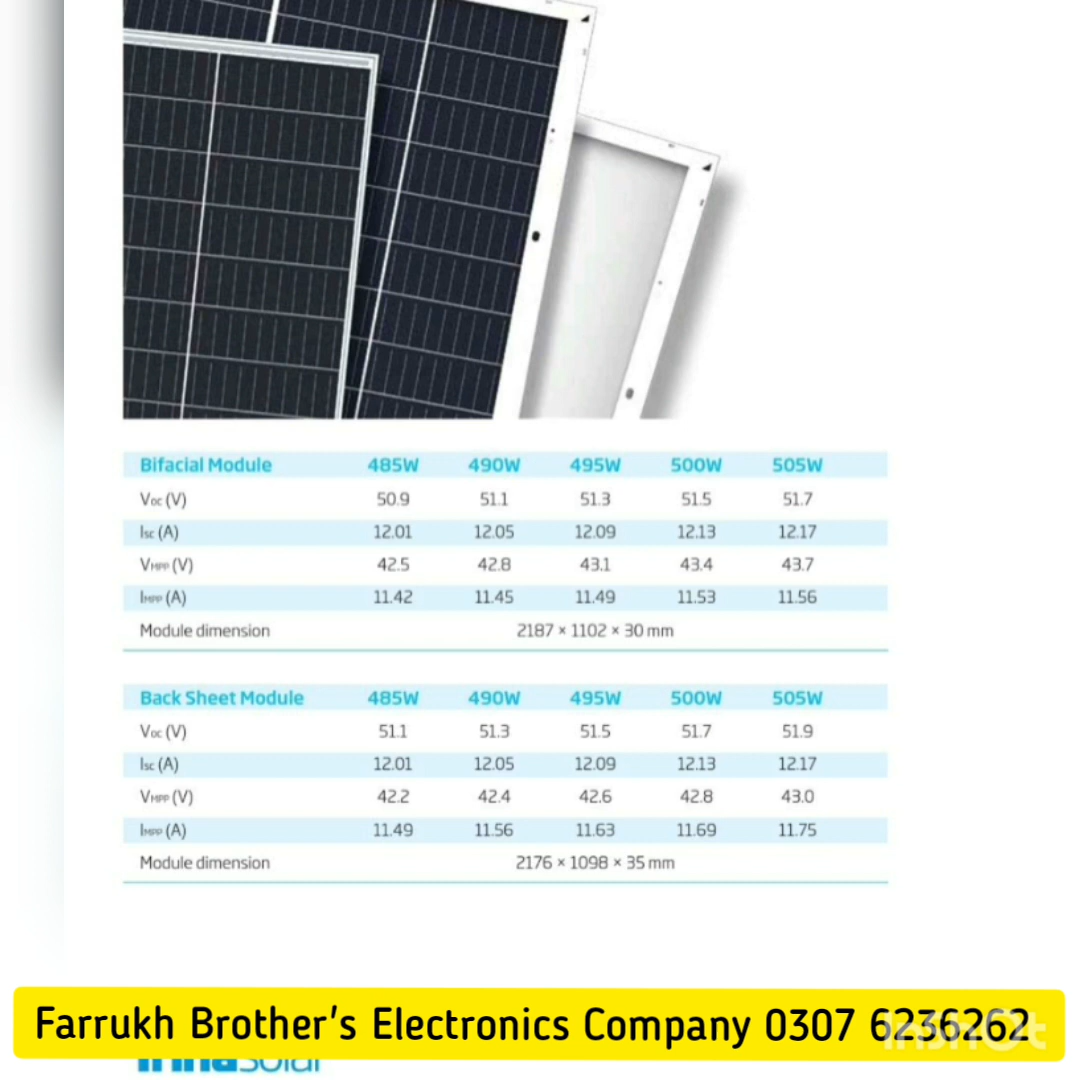 Bifacial Module 485W 490W 495W 500W 505W
Voc (V) 50.9 51.1 51.3 51.5 51.7
Isc (A) 12.01 12.05 12.09 12.13 12.17
VMPP (V) 42.5 42.8 43.1 43.4 43.7
IMPP (A) 11.42 11.45 11.49 11.53 11.56
Module dimension 2187 × 1102 × 30 mm
Back Sheet Module 485W 490W 495W 500W 505W
Voc (V) 51.1 51.3 51.5 51.7 51.9
Isc (A) 12.01 12.05 12.09 12.13 12.17
VMPP (V) 42.2 42.4 42.6 42.8 43.0
IMPP (A) 11.49 11.56 11.63 11.69 11.75
Module dimension 2176 × 1098 × 35 mm
Farrukh Brother's Electronics Company 0307 6236262
InShOt